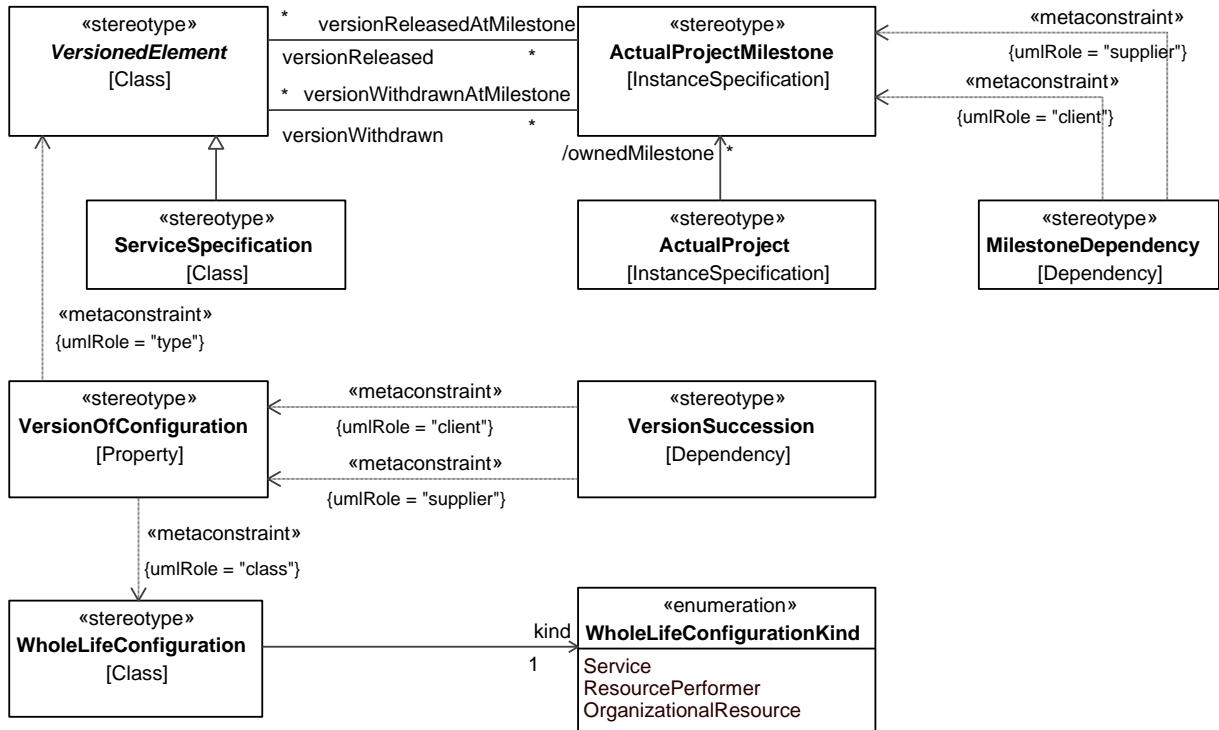 «stereotype»
VersionedElement
[Class]
* versionReleasedAtMilestone
versionReleased *
* versionWithdrawnAtMilestone
versionWithdrawn *
«stereotype»
ActualProjectMilestone
[InstanceSpecification]
«metaconstraint»
{umlRole = "supplier"}
«metaconstraint»
{umlRole = "client"}
/ownedMilestone *
«stereotype»
ServiceSpecification
[Class]
«stereotype»
ActualProject
[InstanceSpecification]
«stereotype»
MilestoneDependency
[Dependency]
«metaconstraint»
{umlRole = "type"}
«stereotype»
VersionOfConfiguration
[Property]
«metaconstraint»
{umlRole = "client"}
«metaconstraint»
{umlRole = "supplier"}
«stereotype»
VersionSuccession
[Dependency]
«metaconstraint»
{umlRole = "class"}
«stereotype»
WholeLifeConfiguration
[Class]
kind
1
«enumeration»
WholeLifeConfigurationKind
Service
ResourcePerformer
OrganizationalResource